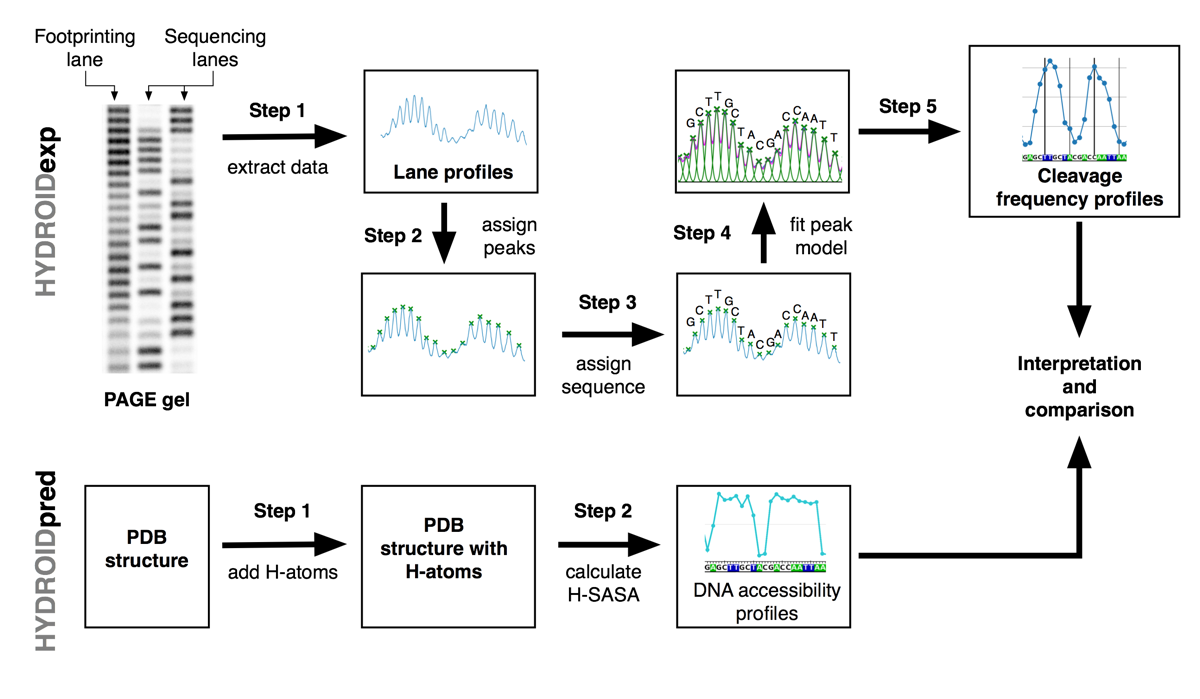 Footprinting
lane
Sequencing
lanes
HYDROIDexp
PAGE gel
Step 1
extract data
Lane profiles
Step 2
assign
peaks
Step 3
assign
sequence
G C T T G C T A C G A C C A A T T
Step 4
fit peak
model
G C T T G C T A C G A C C A A T T
Step 5
GAGCTTGCTACGACCAATTAA
Cleavage
frequency profiles
Interpretation
and
comparison
HYDROIDpred
PDB
structure
Step 1
add H-atoms
PDB
structure with
H-atoms
Step 2
calculate
H-SASA
GAGCTTGCTACGACCAATTAA
DNA accessibility
profiles